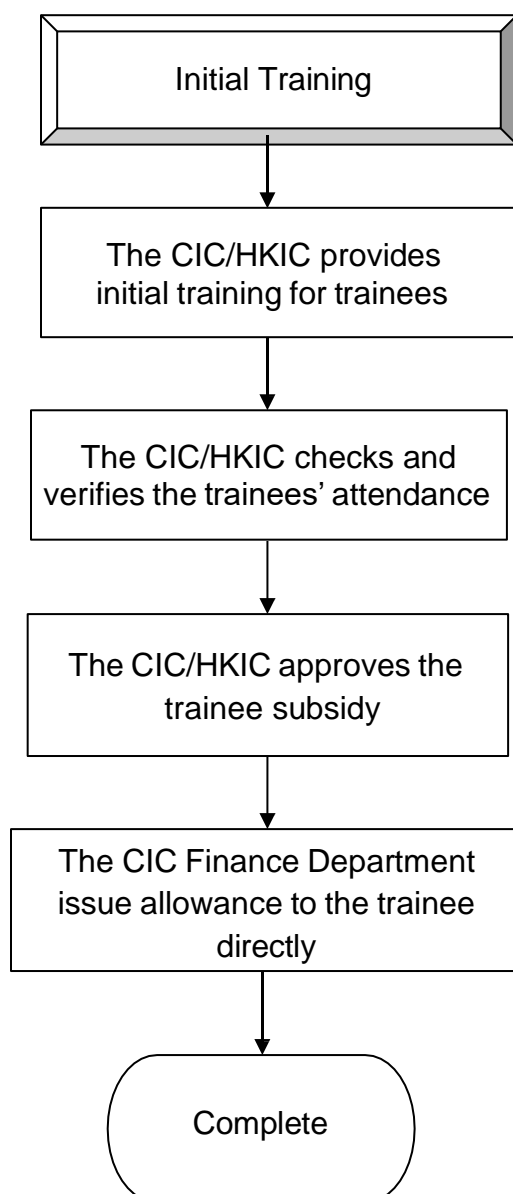 Initial Training
The CIC/HKIC provides
initial training for trainees
The CIC/HKIC checks and
verifies the trainees’ attendance
The CIC/HKIC approves the
trainee subsidy
The CIC Finance Department
issue allowance to the trainee
directly
Complete